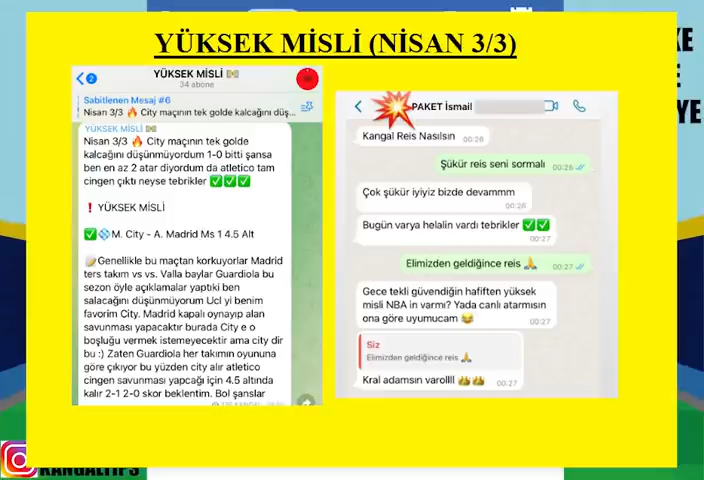 YÜKSEK MİSLİ (NİSAN 3/3)
2
YÜKSEK MİSLİ
34 abone
Sabitlenen Mesaj #6
Nisan 3/3 🔥 City maçının tek golde kalcağını düş...
YÜKSEK MİSLİ
Nisan 3/3 🔥 City maçının tek golde
kalcağını düşünmüyordum 1-0 bitti şansa
ben en az 2 atar diyordum da atletico tam
cingen çıktı neyse tebrikler ✅✅✅
❗ YÜKSEK MİSLİ
✅💠M. City - A. Madrid Ms 1 4.5 Alt
📝Genellikle bu maçtan korkuyorlar Madrid
ters takım vs vs. Valla baylar Guardiola bu
sezon öyle açıklamalar yaptıki ben
salacağını düşünmüyorum Ucl yi benim
favorim City. Madrid kapalı oynayıp alan
savunması yapacaktır burada City e o
boşluğu vermek istemeyecektir ama city dir
bu :) Zaten Guardiola her takımın oyununa
göre çıkıyor bu yüzden city alır atletico
cingen savunması yapcağı için 4.5 altında
kalır 2-1 2-0 skor beklentim. Bol şanslar
PAKET İsmail
Kangal Reis Nasılsın
00:26
Şükür reis seni sormalı
00:26
Çok şükür iyiyiz bizde devammm
00:26
Bugün varya helalin vardı tebrikler ✅✅
00:27
Elimizden geldiğince reis 🙏
00:27
Gece tekli güvendiğin hafiften yüksek
misli NBA in varmı? Yada canlı atarmısın
ona göre uyumucam 😂
00:27
Siz
Elimizden geldiğince reis 🙏
Kral adamsın varollll 👑👑
00:27
KE
E
YE
KANGALTIPS